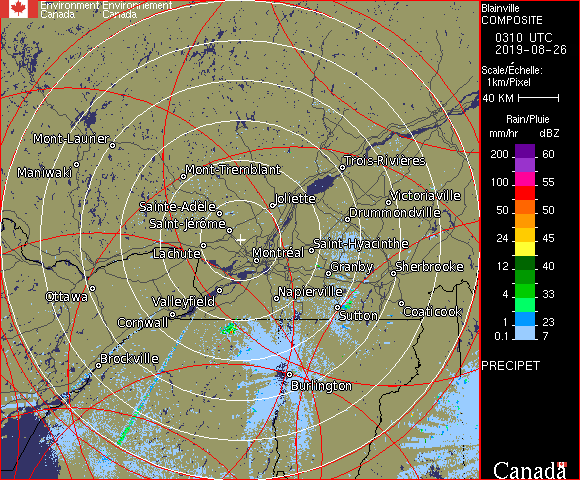 Environment Environnement
Canada Canada
Blainville
COMPOSITE
0310 UTC
2019-08-26
Scale/Échelle:
1km/Pixel
40 KM
Rain/Pluie
mm/hr dBZ
200 60
100 55
50 50
24 45
12 40
4 33
1 23
0.1 7
PRECIPET
Canada
Mont-Laurier
Maniwaki
Mont-Tremblant
Trois-Rivières
Joliette
Victoriaville
Sainte-Adèle
Drummondville
Saint-Jérôme
Lachute
Montréal
Saint-Hyacinthe
Granby
Sherbrooke
Ottawa
Valleyfield
Napierville
Coaticook
Cornwall
Sutton
Brockville
Burlington